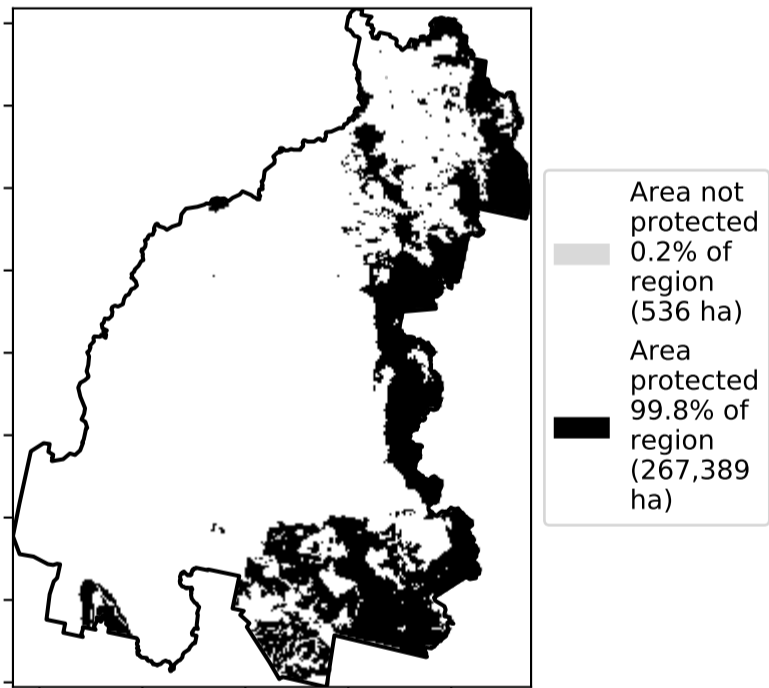 Area not
protected
0.2% of
region
(536 ha)
Area
protected
99.8% of
region
(267,389
ha)